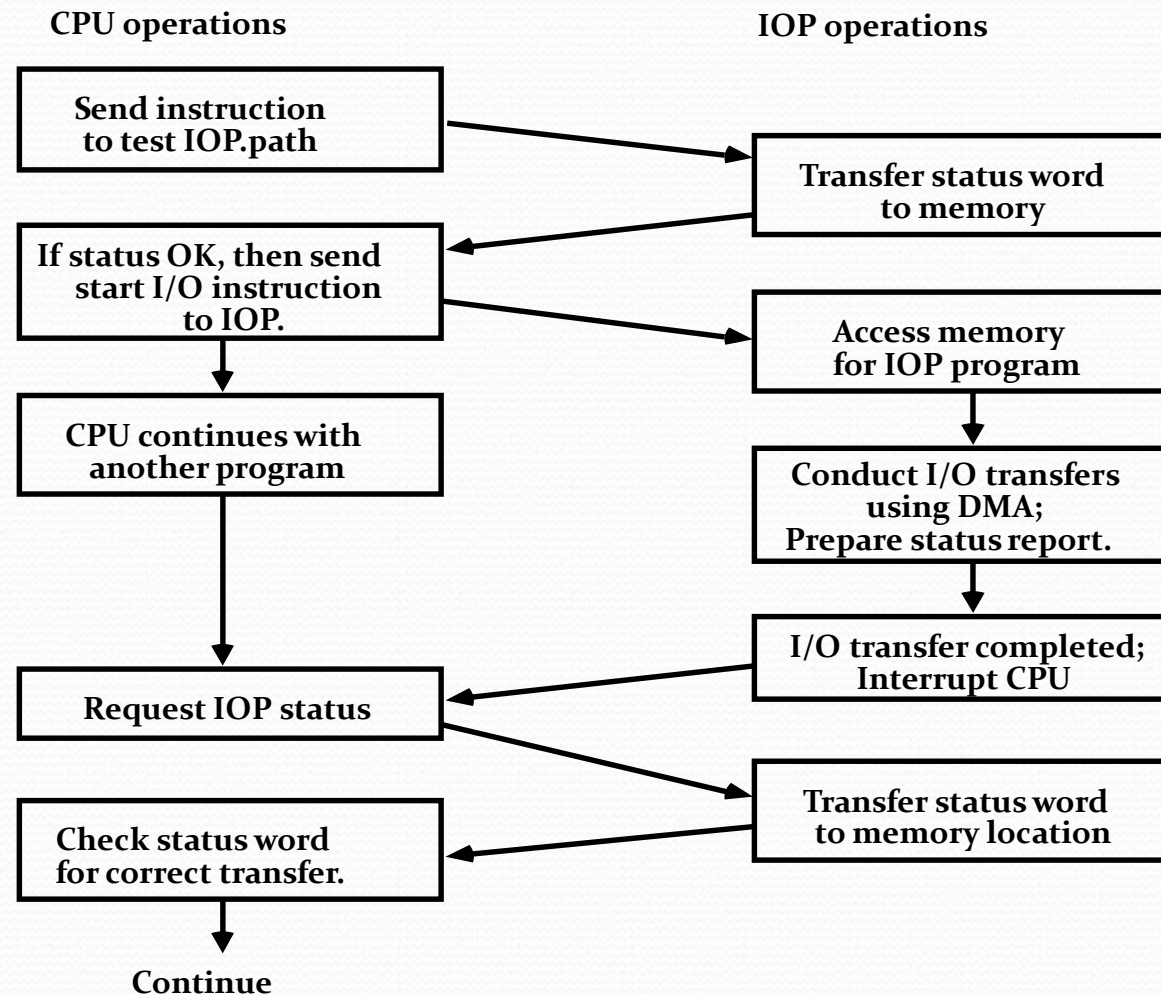 CPU operations
IOP operations
Send instruction
to test IOP.path
Transfer status word
to memory
If status OK, then send
start I/O instruction
to IOP.
Access memory
for IOP program
CPU continues with
another program
Conduct I/O transfers
using DMA;
Prepare status report.
I/O transfer completed;
Interrupt CPU
Request IOP status
Transfer status word
to memory location
Check status word
for correct transfer.
Continue